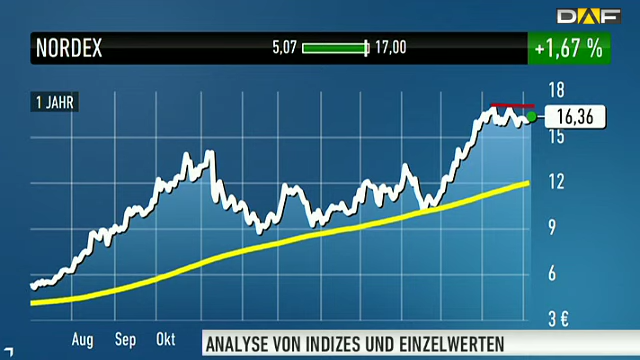 DAF
NORDEX
5,07
17,00
+1,67 %
1 JAHR
18
16,36
15
12
9
6
3 €
Aug
Sep
Okt
ANALYSE VON INDIZES UND EINZELWERTEN